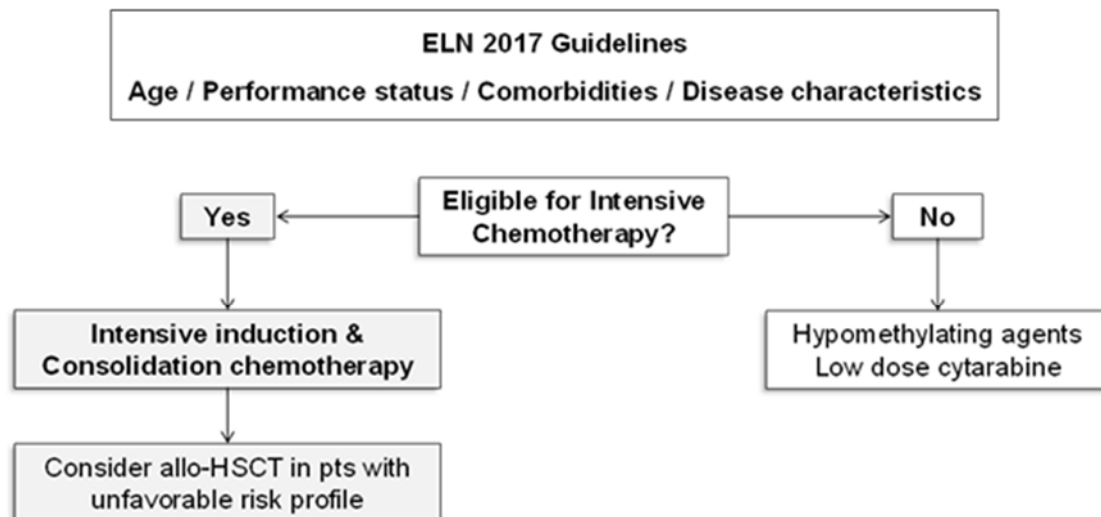 ELN 2017 Guidelines
Age / Performance status / Comorbidities / Disease characteristics
Yes
Eligible for Intensive
Chemotherapy?
No
Intensive induction &
Consolidation chemotherapy
Hypomethylating agents
Low dose cytarabine
Consider allo-HSCT in pts with
unfavorable risk profile